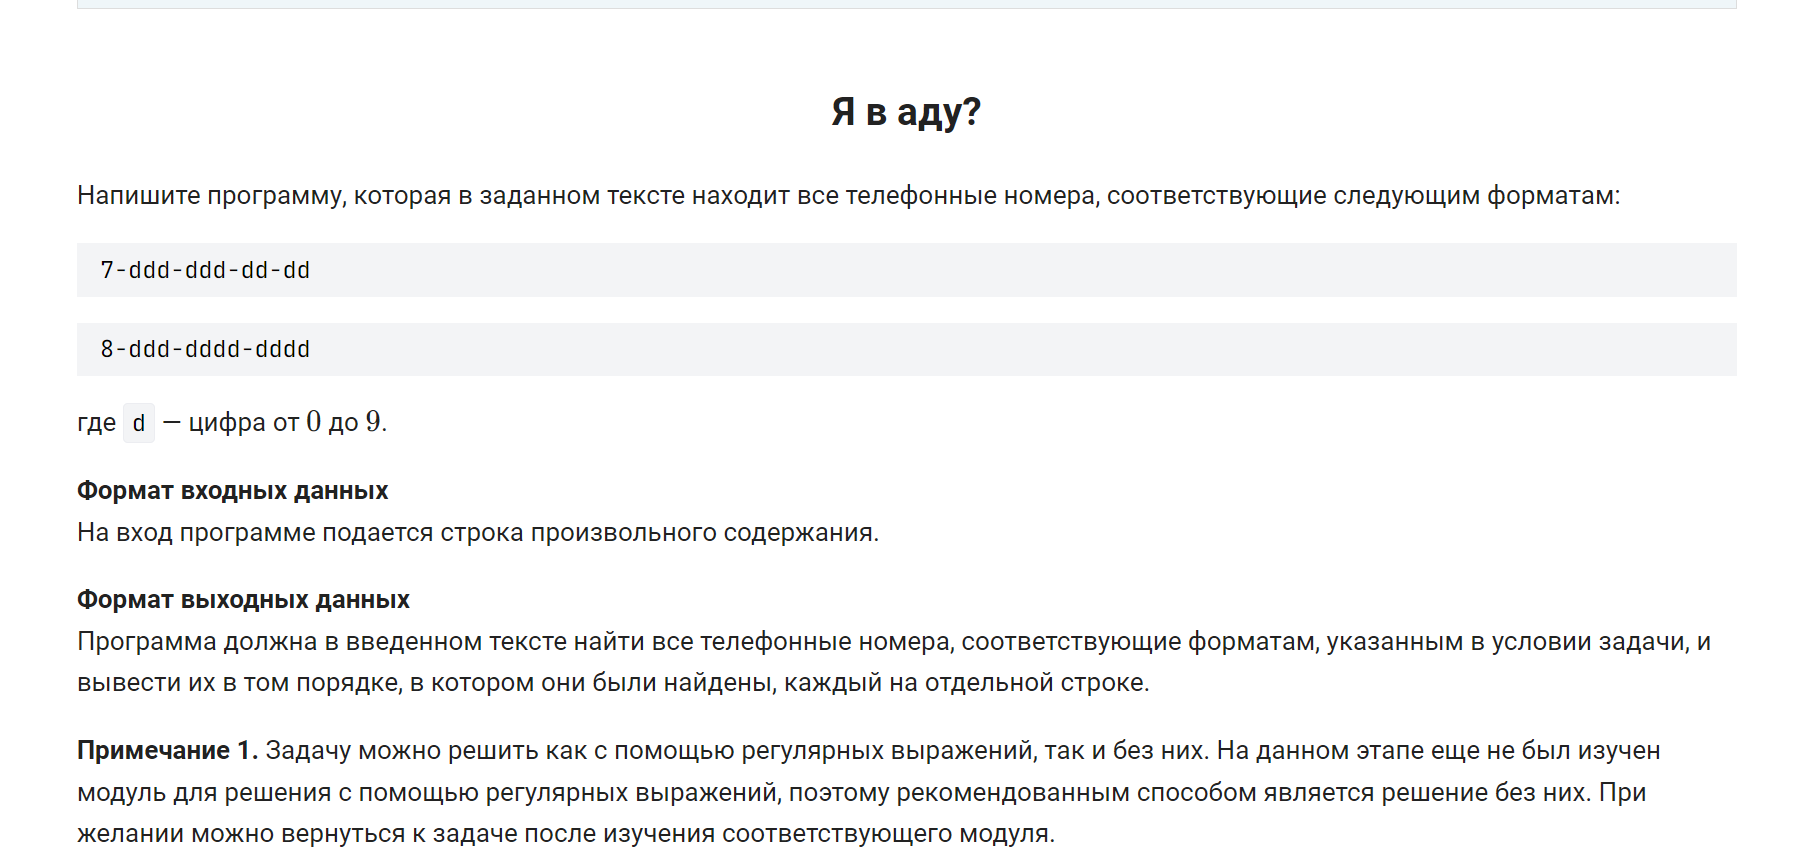 Я в аду?
Напишите программу, которая в заданном тексте находит все телефонные номера, соответствующие следующим форматам:
7-ddd-ddd-dd-dd
8-ddd-dddd-dddd
где d — цифра от 0 до 9.
Формат входных данных
На вход программе подается строка произвольного содержания.
Формат выходных данных
Программа должна в введенном тексте найти все телефонные номера, соответствующие форматам, указанным в условии задачи, и
вывести их в том порядке, в котором они были найдены, каждый на отдельной строке.
Примечание 1. Задачу можно решить как с помощью регулярных выражений, так и без них. На данном этапе еще не был изучен
модуль для решения с помощью регулярных выражений, поэтому рекомендованным способом является решение без них. При
желании можно вернуться к задаче после изучения соответствующего модуля.